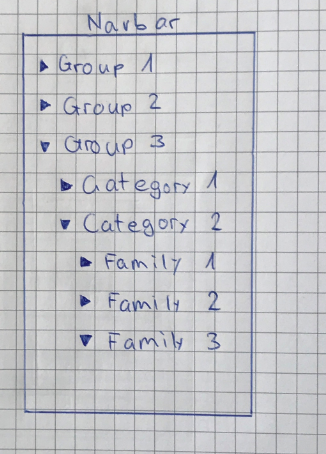 Navbar
▶ Group 1
▶ Group 2
▼ Group 3
▶ Category 1
▼ Category 2
▶ Family 1
▶ Family 2
▼ Family 3